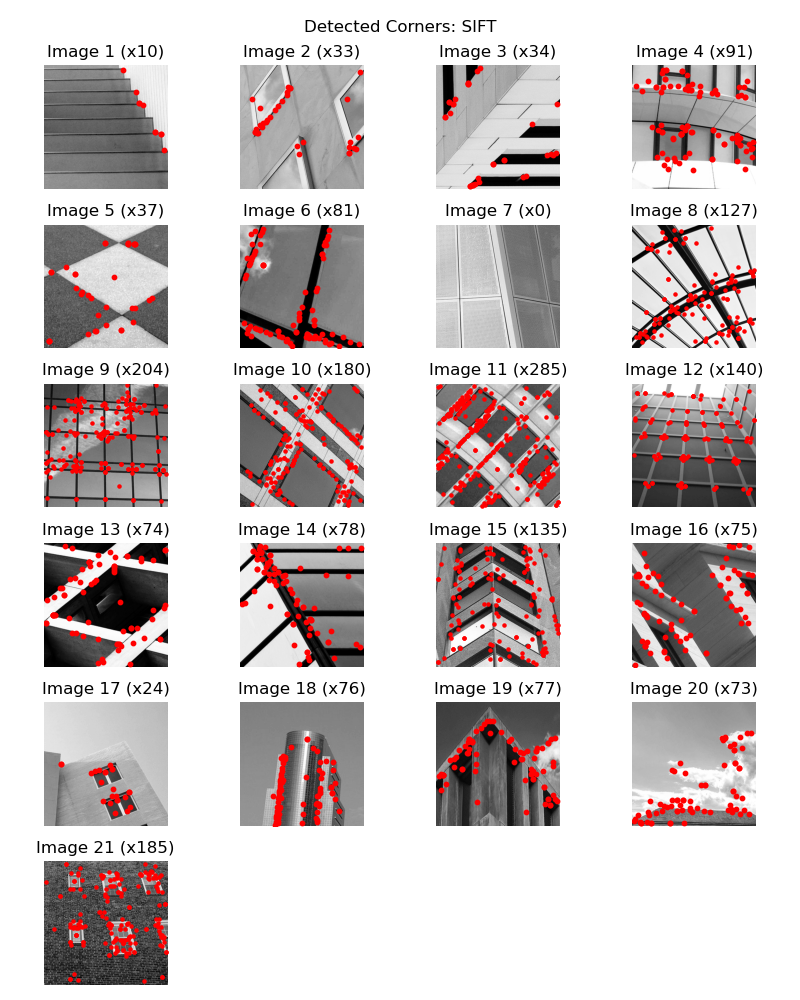 Detected Corners: SIFT
Image 1 (x10)
Image 2 (x33)
Image 3 (x34)
Image 4 (x91)
Image 5 (x37)
Image 6 (x81)
Image 7 (x0)
Image 8 (x127)
Image 9 (x204)
Image 10 (x180)
Image 11 (x285)
Image 12 (x140)
Image 13 (x74)
Image 14 (x78)
Image 15 (x135)
Image 16 (x75)
Image 17 (x24)
Image 18 (x76)
Image 19 (x77)
Image 20 (x73)
Image 21 (x185)